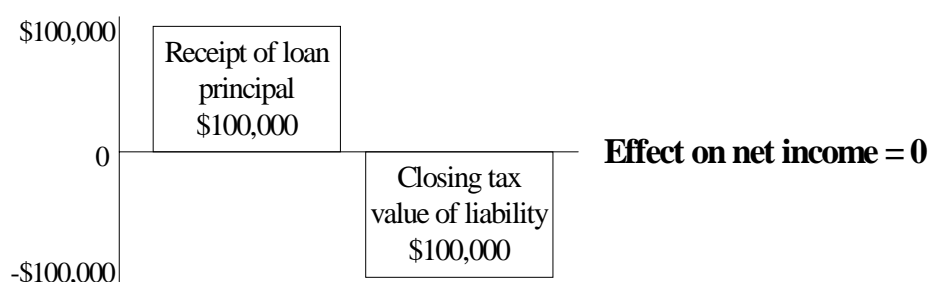 $100,000
Receipt of loan
principal
$100,000
0
Effect on net income = 0
Closing tax
value of liability
$100,000
-$100,000